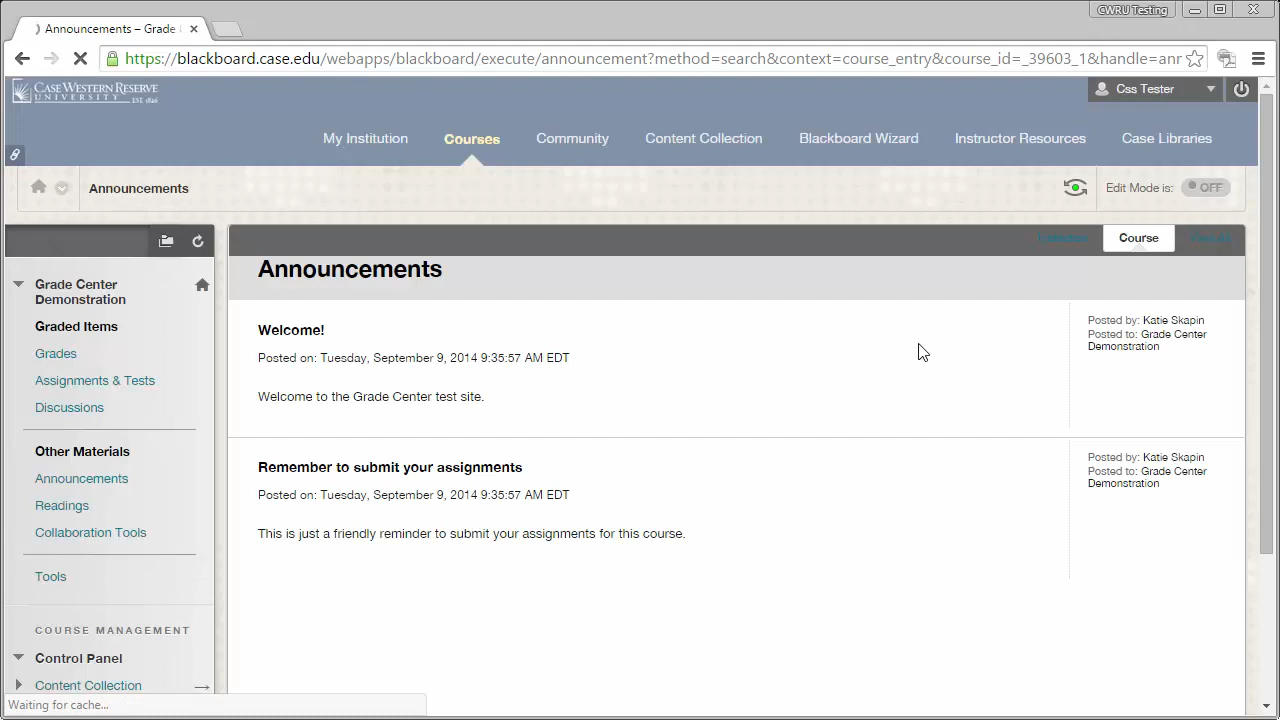 Announcements – Grade
CWRU Testing
https://blackboard.case.edu/webapps/blackboard/execute/announcement?method=search&context=course_entry&course_id=_39603_1&handle=anr
CASE WESTERN RESERVE
UNIVERSITY EST. 1826
Css Tester
My Institution
Courses
Community
Content Collection
Blackboard Wizard
Instructor Resources
Case Libraries
Announcements
Edit Mode is:
OFF
Course
Grade Center
Demonstration
Graded Items
Grades
Assignments & Tests
Discussions
Other Materials
Announcements
Readings
Collaboration Tools
Tools
COURSE MANAGEMENT
Control Panel
Content Collection
Announcements
Welcome!
Posted on: Tuesday, September 9, 2014 9:35:57 AM EDT
Welcome to the Grade Center test site.
Posted by: Katie Skapin
Posted to: Grade Center
Demonstration
Remember to submit your assignments
Posted on: Tuesday, September 9, 2014 9:35:57 AM EDT
This is just a friendly reminder to submit your assignments for this course.
Posted by: Katie Skapin
Posted to: Grade Center
Demonstration
Waiting for cache...